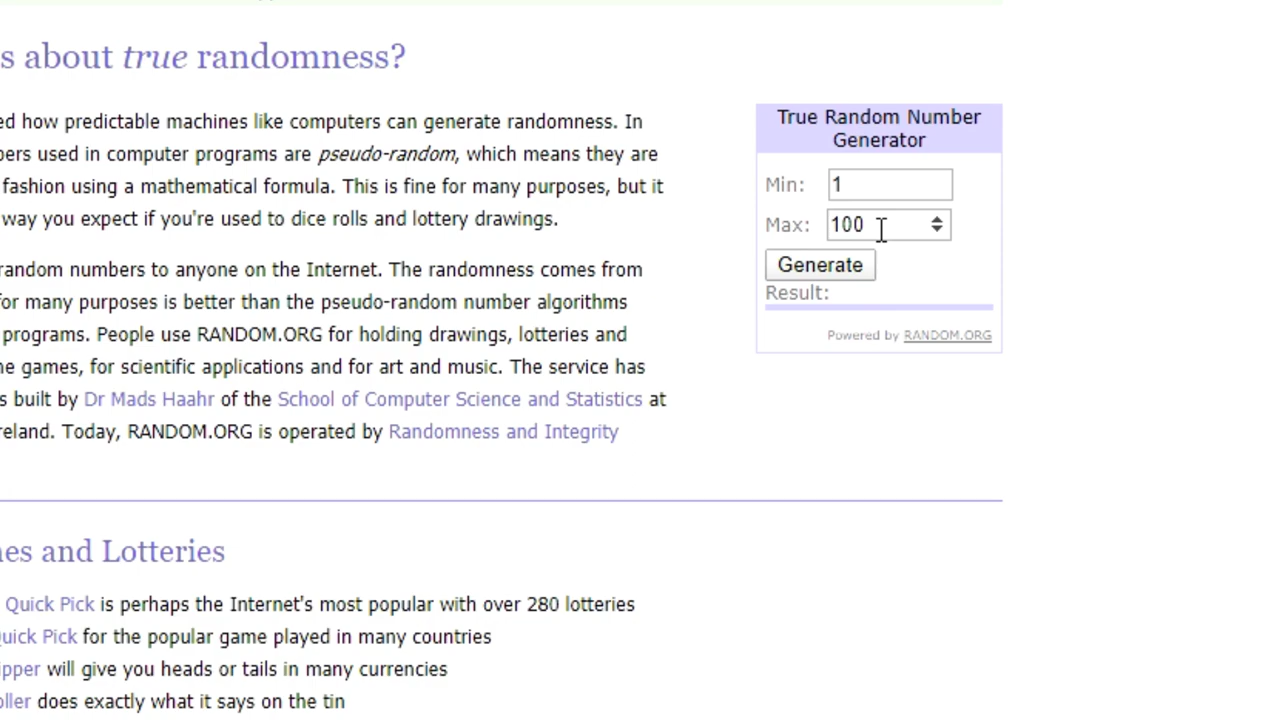 s about true randomness?
ed how predictable machines like computers can generate randomness. In
bers used in computer programs are pseudo-random, which means they are
fashion using a mathematical formula. This is fine for many purposes, but it
way you expect if you're used to dice rolls and lottery drawings.
random numbers to anyone on the Internet. The randomness comes from
for many purposes is better than the pseudo-random number algorithms
programs. People use RANDOM.ORG for holding drawings, lotteries and
ne games, for scientific applications and for art and music. The service has
s built by Dr Mads Haahr of the School of Computer Science and Statistics at
reland. Today, RANDOM.ORG is operated by Randomness and Integrity
True Random Number
Generator
Min: 1
Max: 100
Generate
Result:
Powered by RANDOM.ORG
nes and Lotteries
Quick Pick is perhaps the Internet's most popular with over 280 lotteries
Quick Pick for the popular game played in many countries
ipper will give you heads or tails in many currencies
oller does exactly what it says on the tin